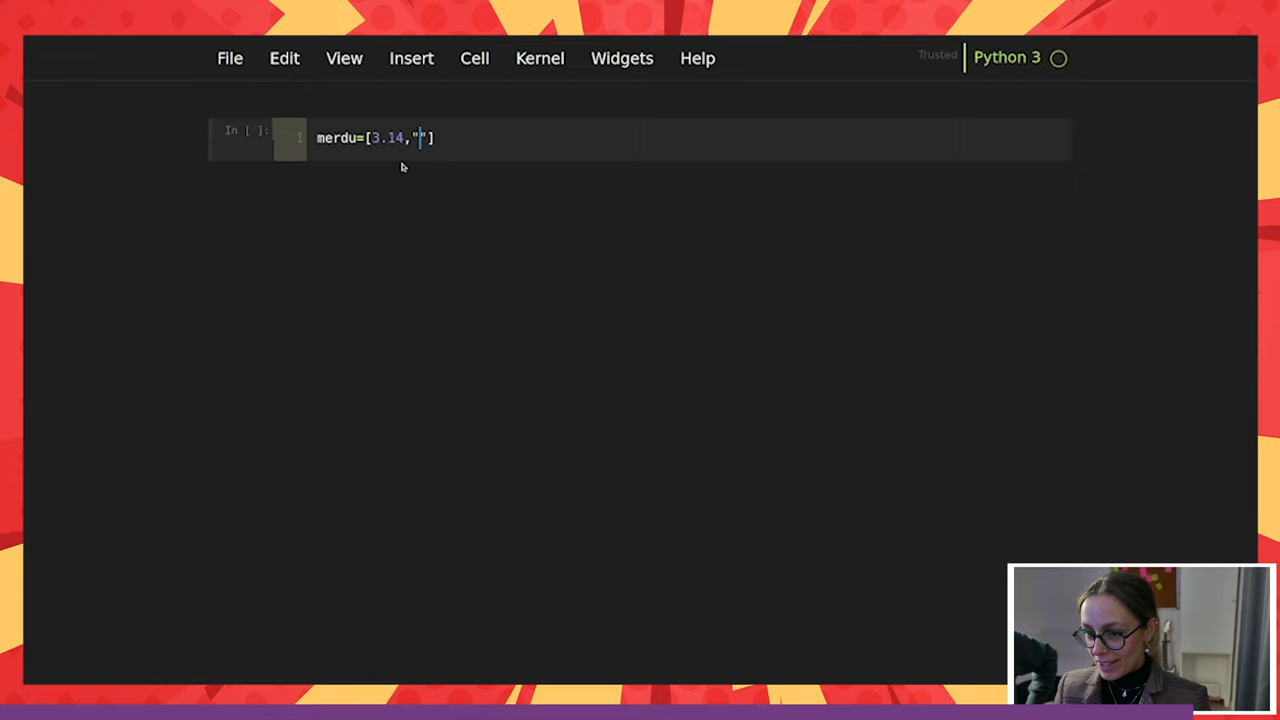 File Edit View Insert Cell Kernel Widgets Help Trusted Python 3
In [ ]: 1 merdu=[3.14,""]